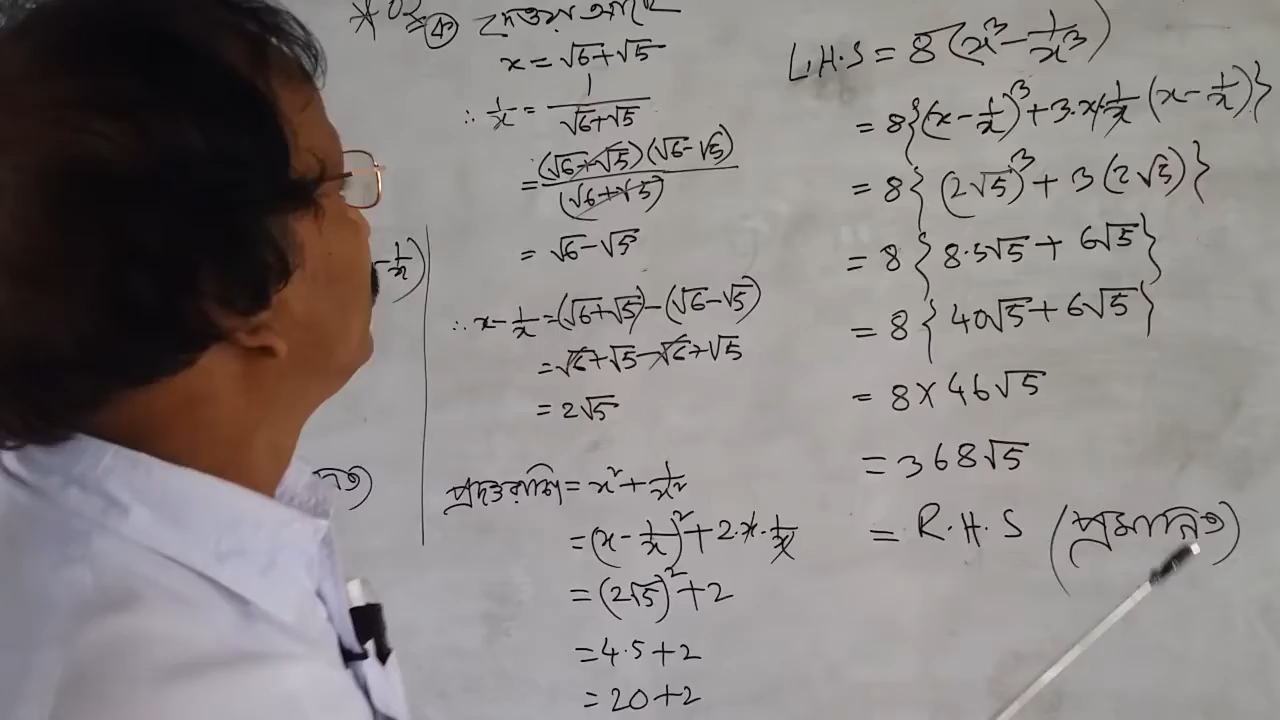 * 02 ক দেওয়া আছে
x = √6+√5
∴ 1/x = 1/(√6+√5)
= (√6+√5)(√6-√5)/(√6+√5)
= √6-√5
∴ x - 1/x = (√6+√5) - (√6-√5)
= √6+√5-√6+√5
= 2√5
প্রদত্তরাশি = x² + 1/x²
= (x - 1/x)² + 2·x·1/x
= (2√5)² + 2
= 4·5+2
= 20+2
- 1/x)
L.H.S = 8(x³ - 1/x³)
= 8{(x - 1/x)³ + 3·x·1/x (x - 1/x)}
= 8{(2√5)³ + 3(2√5)}
= 8{8·5√5 + 6√5}
= 8{40√5 + 6√5}
= 8×46√5
= 368√5
= R.H.S (প্রমাণিত)